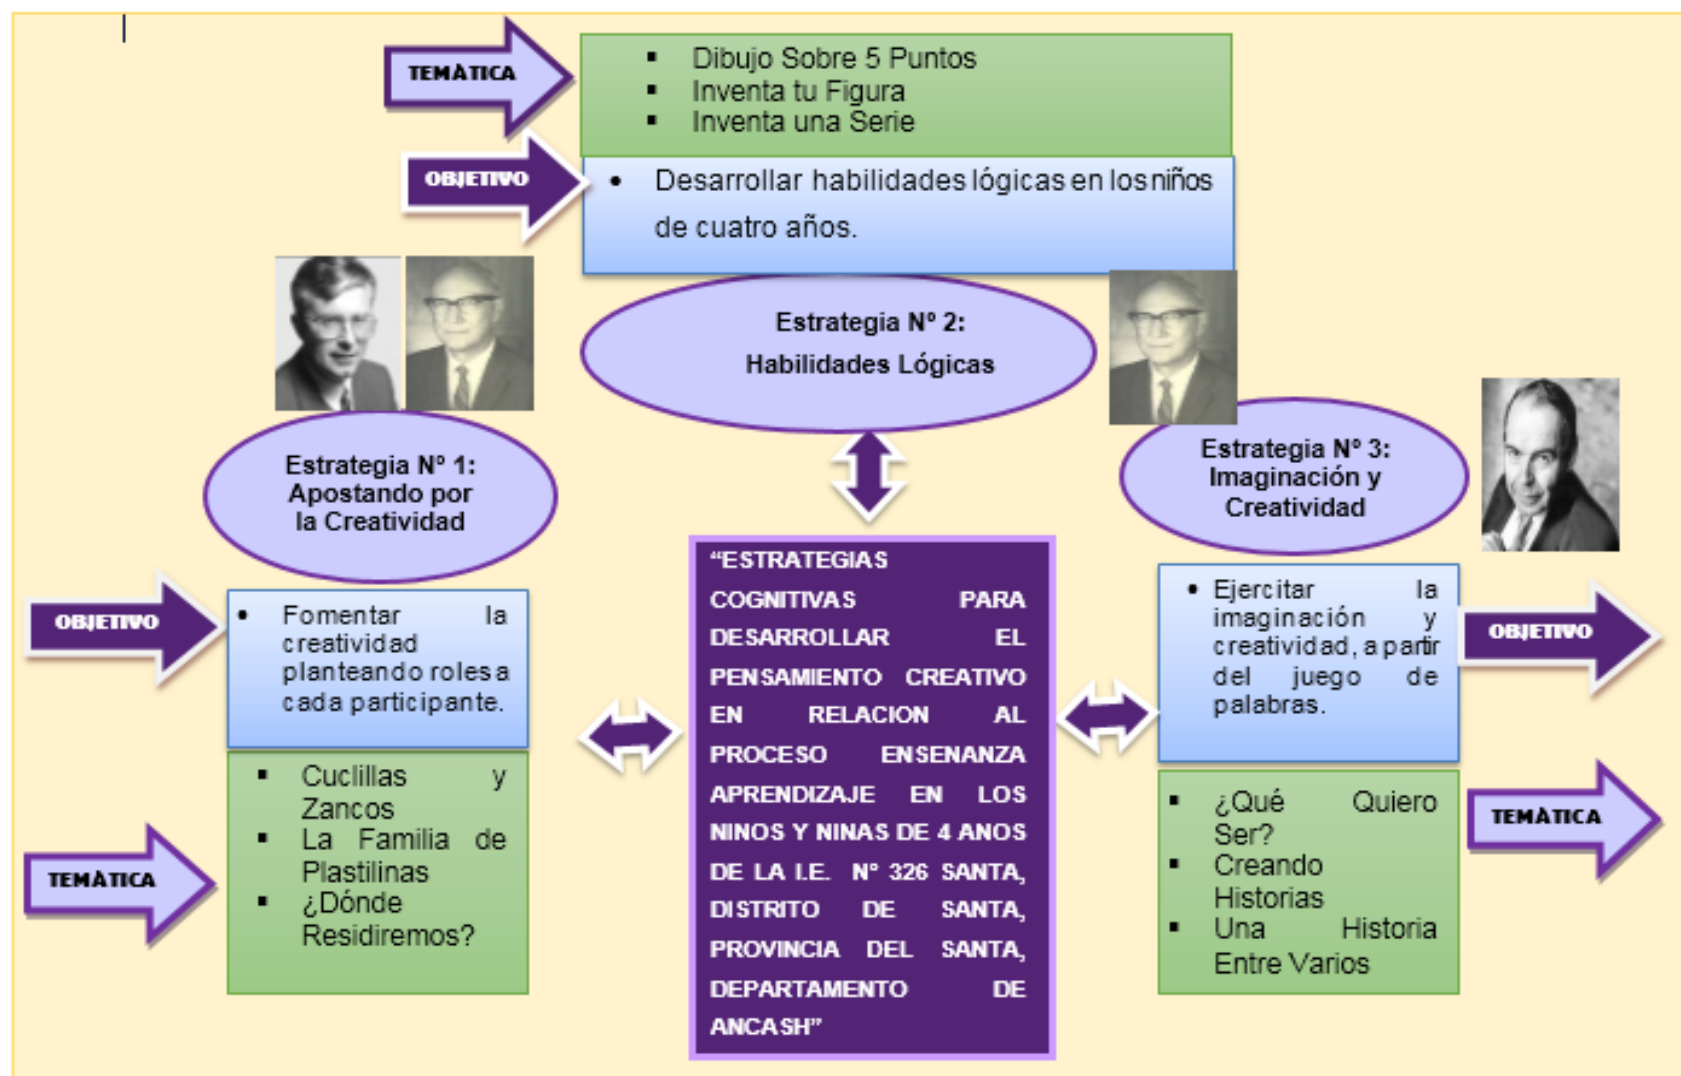 TEMÀTICA
▪ Dibujo Sobre 5 Puntos
▪ Inventa tu Figura
▪ Inventa una Serie
OBJETIVO
• Desarrollar habilidades lógicas en los niños
de cuatro años.
Estrategia Nº 2:
Habilidades Lógicas
Estrategia Nº 1:
Apostando por
la Creatividad
OBJETIVO
• Fomentar la
creatividad
planteando roles a
cada participante.
TEMÀTICA
▪ Cuclillas y
Zancos
▪ La Familia de
Plastilinas
▪ ¿Dónde
Residiremos?
“ESTRATEGIAS
COGNITIVAS PARA
DESARROLLAR EL
PENSAMIENTO CREATIVO
EN RELACION AL
PROCESO ENSENANZA
APRENDIZAJE EN LOS
NINOS Y NINAS DE 4 ANOS
DE LA I.E. Nº 326 SANTA,
DISTRITO DE SANTA,
PROVINCIA DEL SANTA,
DEPARTAMENTO DE
ANCASH”
Estrategia Nº 3:
Imaginación y
Creatividad
• Ejercitar la
imaginación y
creatividad, a partir
del juego de
palabras.
OBJETIVO
▪ ¿Qué Quiero
Ser?
▪ Creando
Historias
▪ Una Historia
Entre Varios
TEMÀTICA